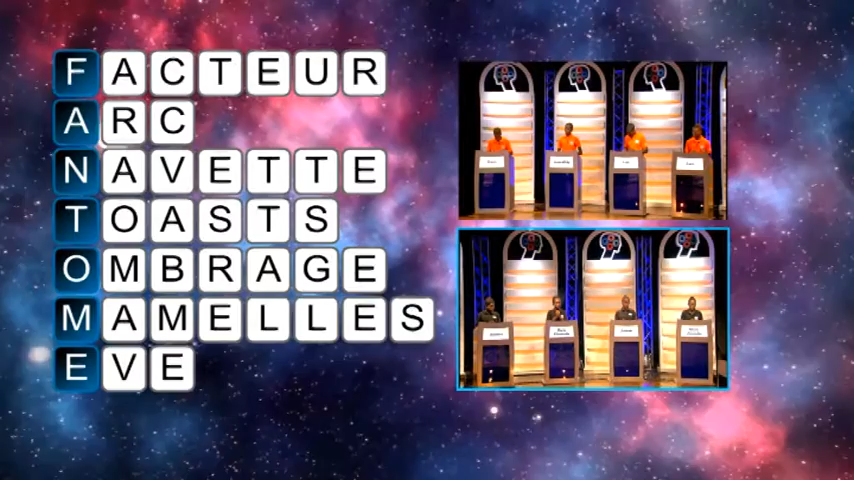 FACTEUR
ARC
NAVETTE
TOASTS
OMBRAGE
MAMELLES
EVE